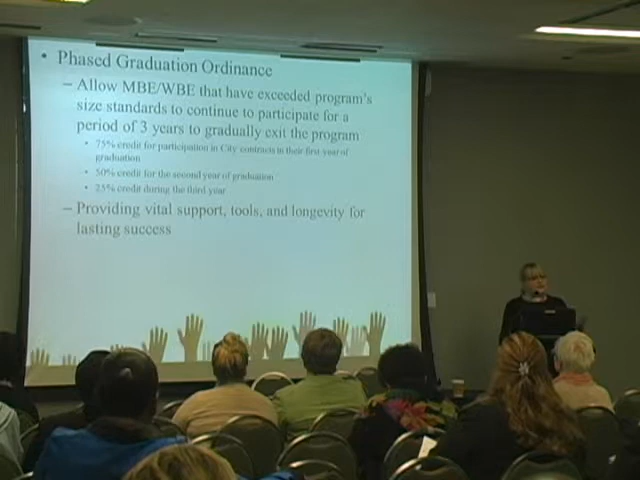 • Phased Graduation Ordinance
– Allow MBE/WBE that have exceeded program's
size standards to continue to participate for a
period of 3 years to gradually exit the program
• 75% credit for participation in City contracts in their first year of
graduation
• 50% credit for the second year of graduation
• 25% credit during the third year
– Providing vital support, tools, and longevity for
lasting success